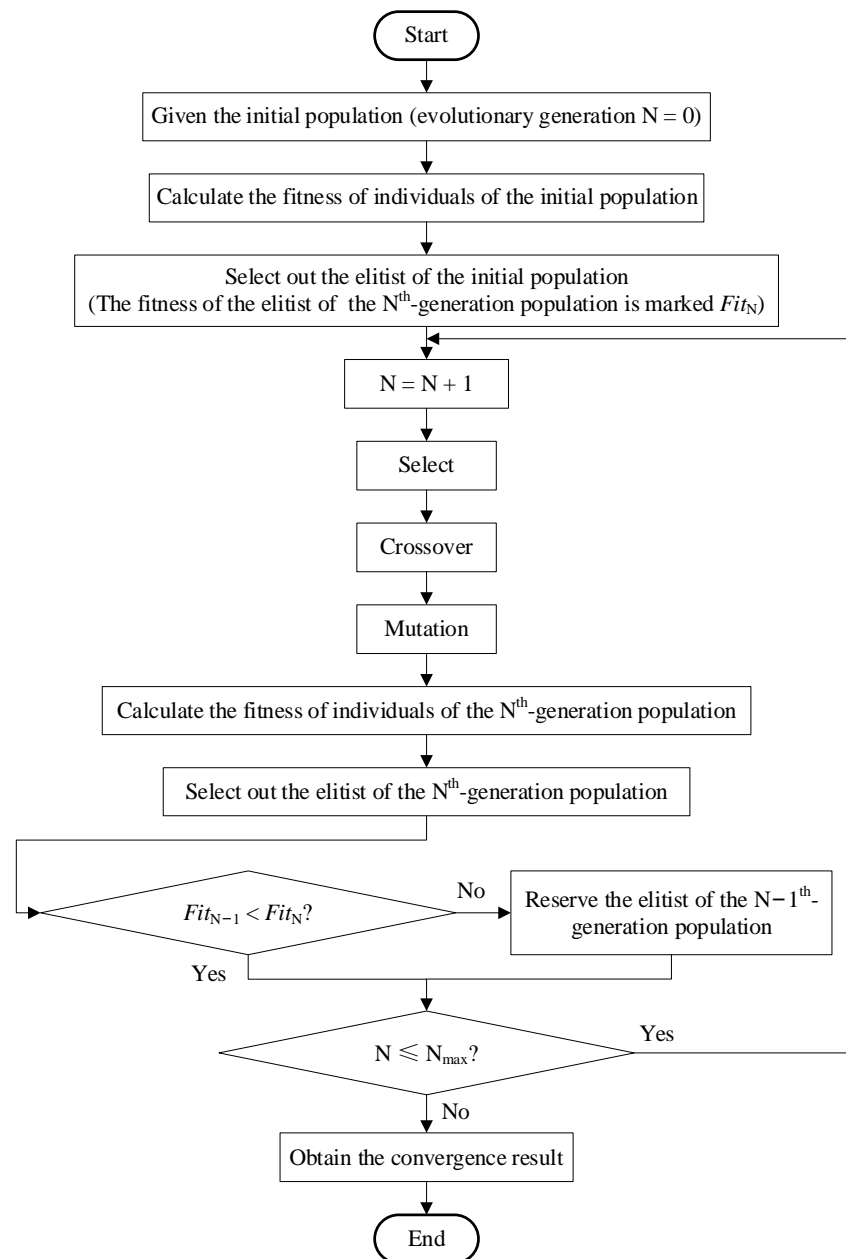 Start
Given the initial population (evolutionary generation N = 0)
Calculate the fitness of individuals of the initial population
Select out the elitist of the initial population
(The fitness of the elitist of the Nth-generation population is marked FitN)
N = N + 1
Select
Crossover
Mutation
Calculate the fitness of individuals of the Nth-generation population
Select out the elitist of the Nth-generation population
FitN−1 < FitN?
No
Reserve the elitist of the N−1th-
generation population
Yes
N ≤ Nmax?
Yes
No
Obtain the convergence result
End